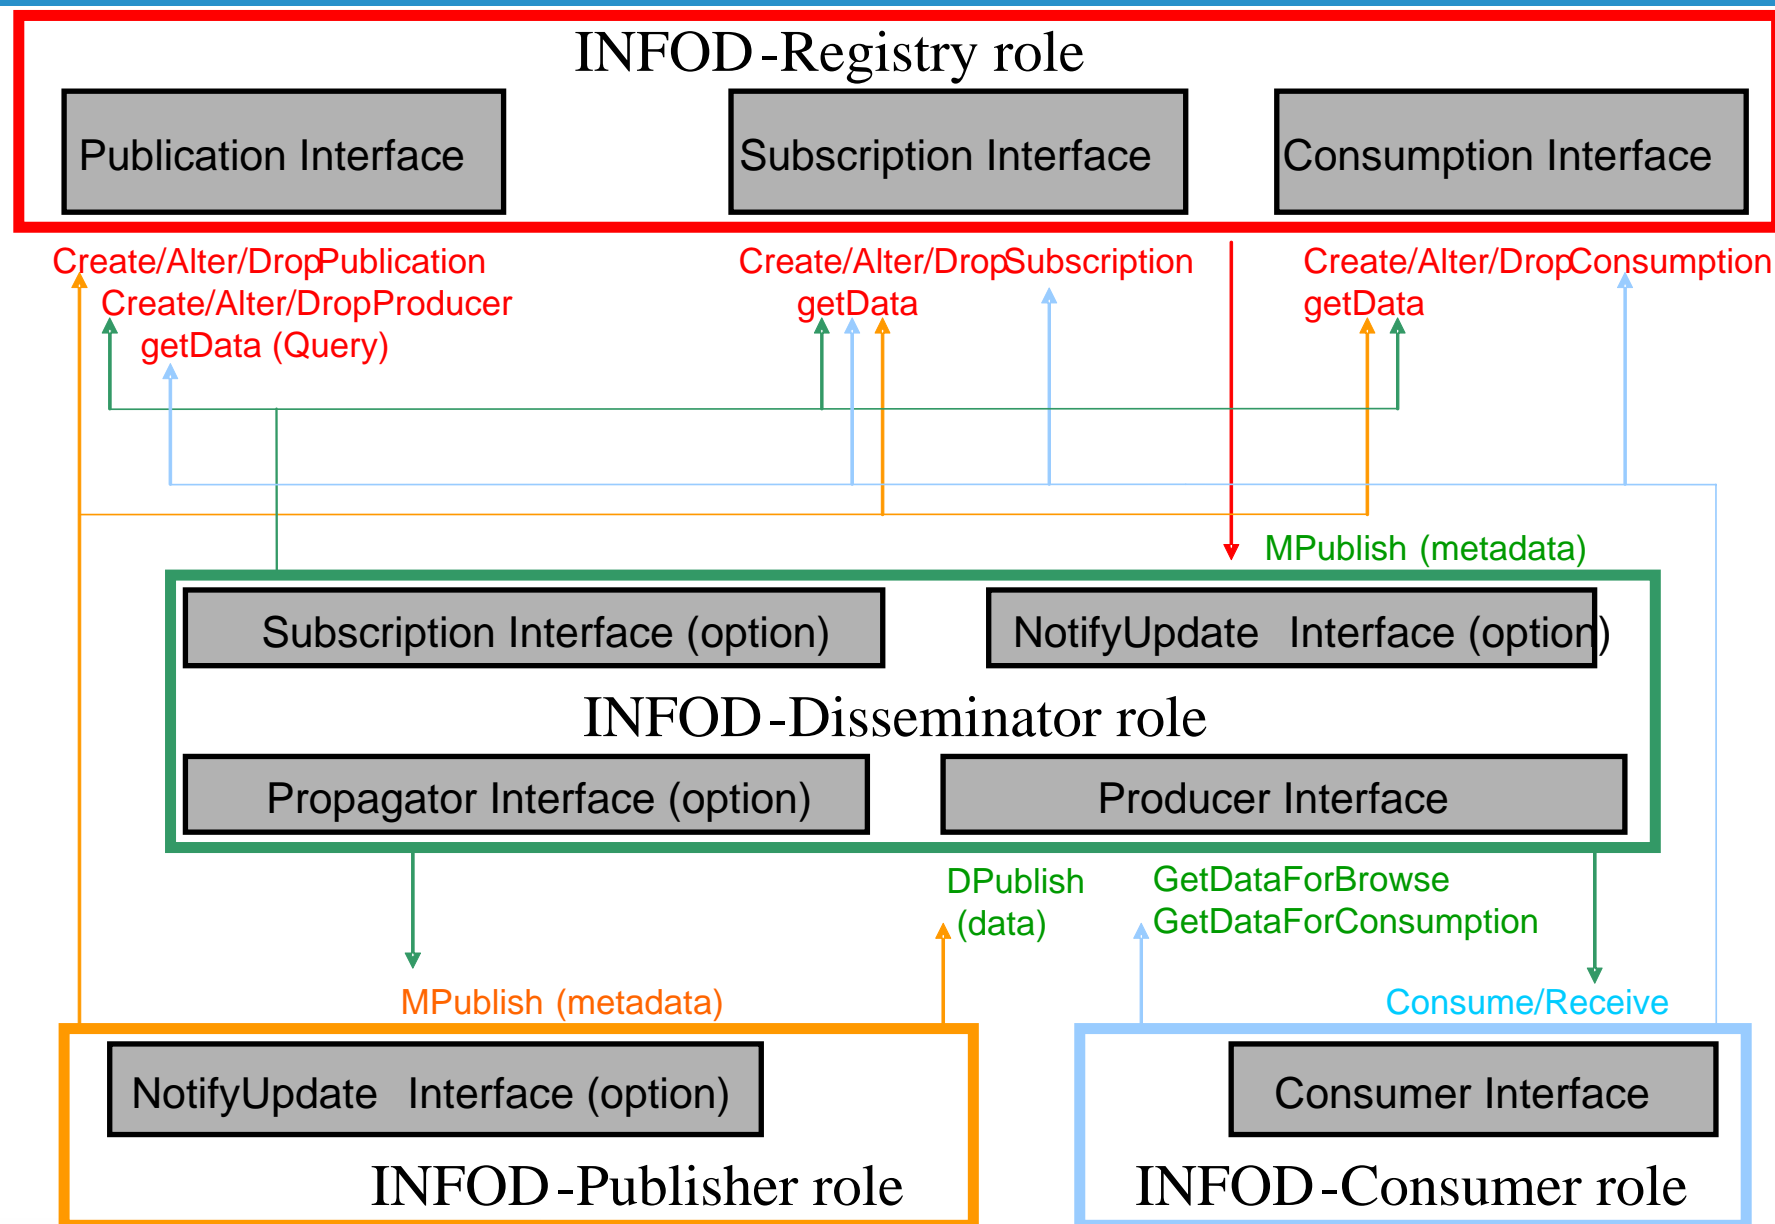 INFOD-Registry role
Publication Interface
Subscription Interface
Consumption Interface
Create/Alter/DropPublication
Create/Alter/DropProducer
getData (Query)
Create/Alter/DropSubscription
getData
Create/Alter/DropConsumption
getData
MPublish (metadata)
Subscription Interface (option)
NotifyUpdate Interface (option)
INFOD-Disseminator role
Propagator Interface (option)
Producer Interface
DPublish
(data)
GetDataForBrowse
GetDataForConsumption
MPublish (metadata)
Consume/Receive
NotifyUpdate Interface (option)
Consumer Interface
INFOD-Publisher role
INFOD-Consumer role